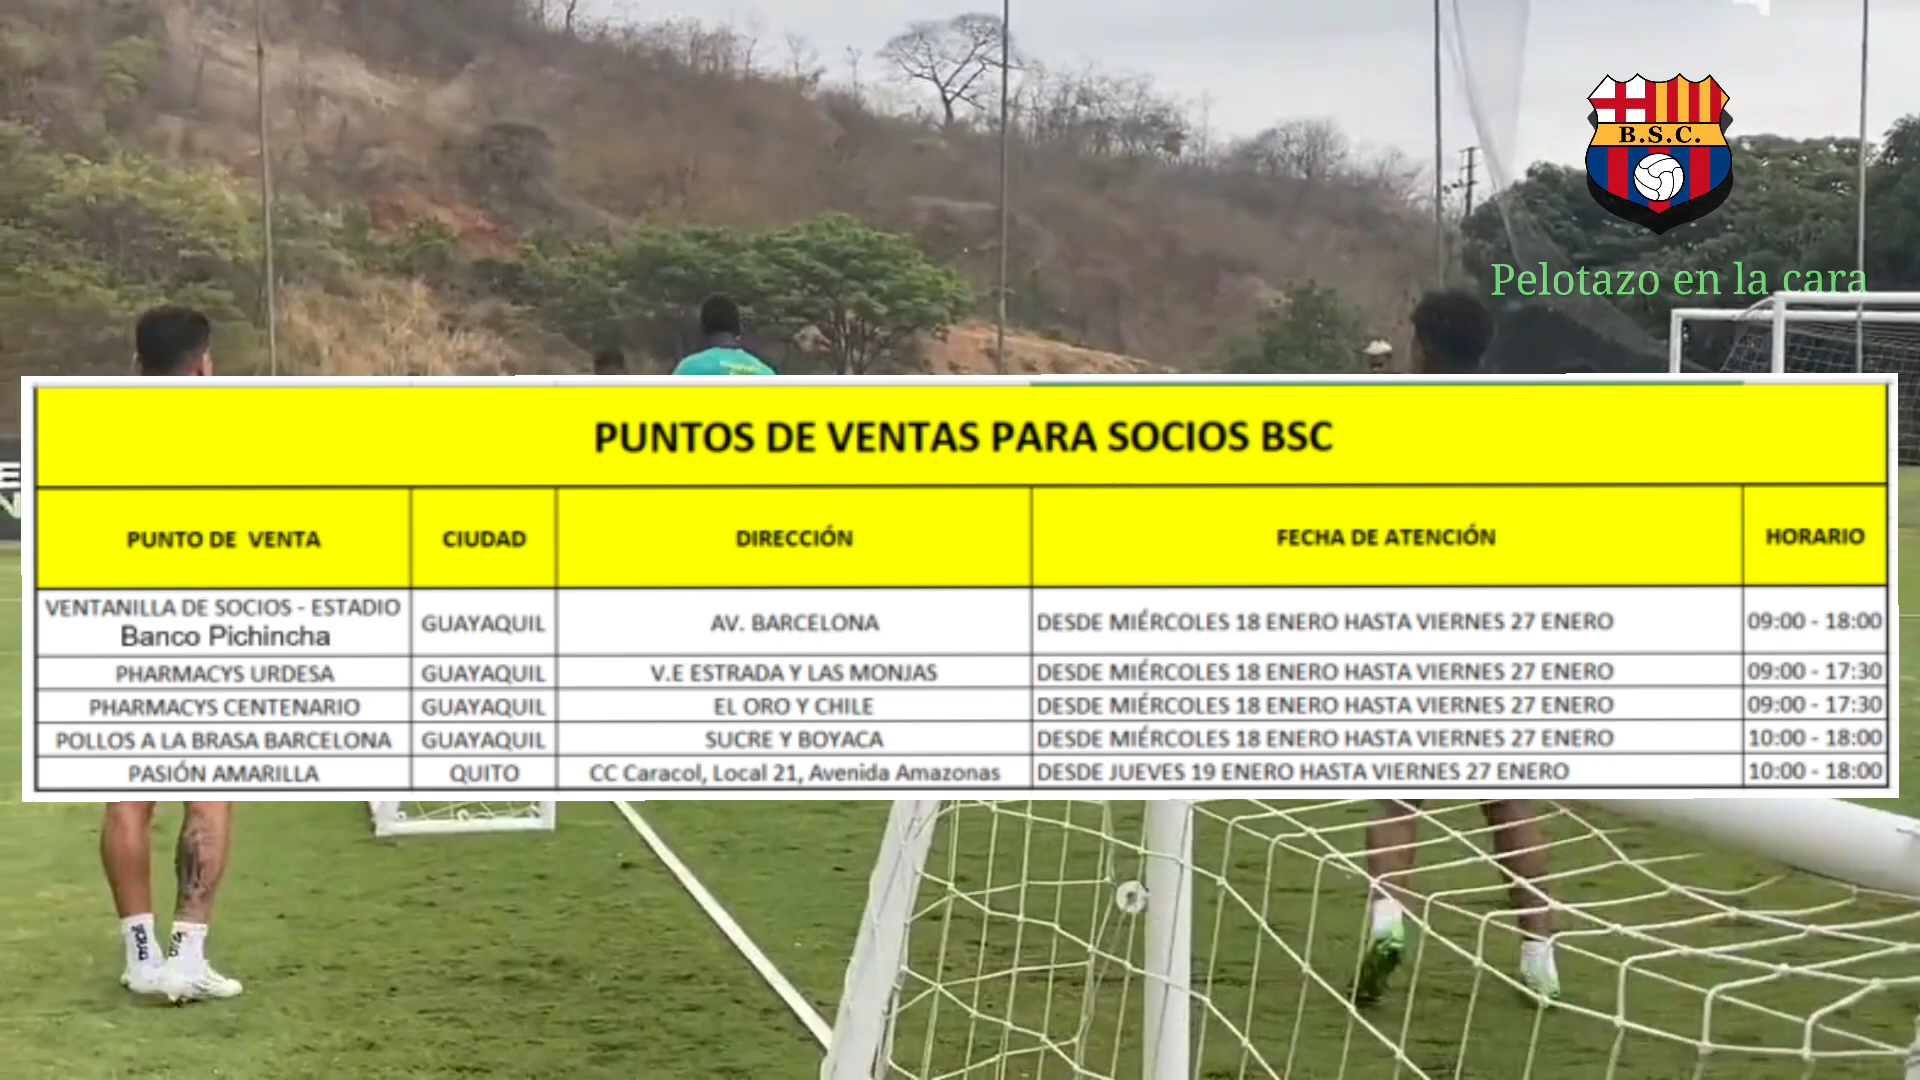 B.S.C.
Pelotazo en la cara
PUNTOS DE VENTAS PARA SOCIOS BSC
PUNTO DE VENTA CIUDAD DIRECCIÓN FECHA DE ATENCIÓN HORARIO
VENTANILLA DE SOCIOS - ESTADIO
Banco Pichincha GUAYAQUIL AV. BARCELONA DESDE MIÉRCOLES 18 ENERO HASTA VIERNES 27 ENERO 09:00 - 18:00
PHARMACYS URDESA GUAYAQUIL V.E ESTRADA Y LAS MONJAS DESDE MIÉRCOLES 18 ENERO HASTA VIERNES 27 ENERO 09:00 - 17:30
PHARMACYS CENTENARIO GUAYAQUIL EL ORO Y CHILE DESDE MIÉRCOLES 18 ENERO HASTA VIERNES 27 ENERO 09:00 - 17:30
POLLOS A LA BRASA BARCELONA GUAYAQUIL SUCRE Y BOYACA DESDE MIÉRCOLES 18 ENERO HASTA VIERNES 27 ENERO 10:00 - 18:00
PASIÓN AMARILLA QUITO CC Caracol, Local 21, Avenida Amazonas DESDE JUEVES 19 ENERO HASTA VIERNES 27 ENERO 10:00 - 18:00